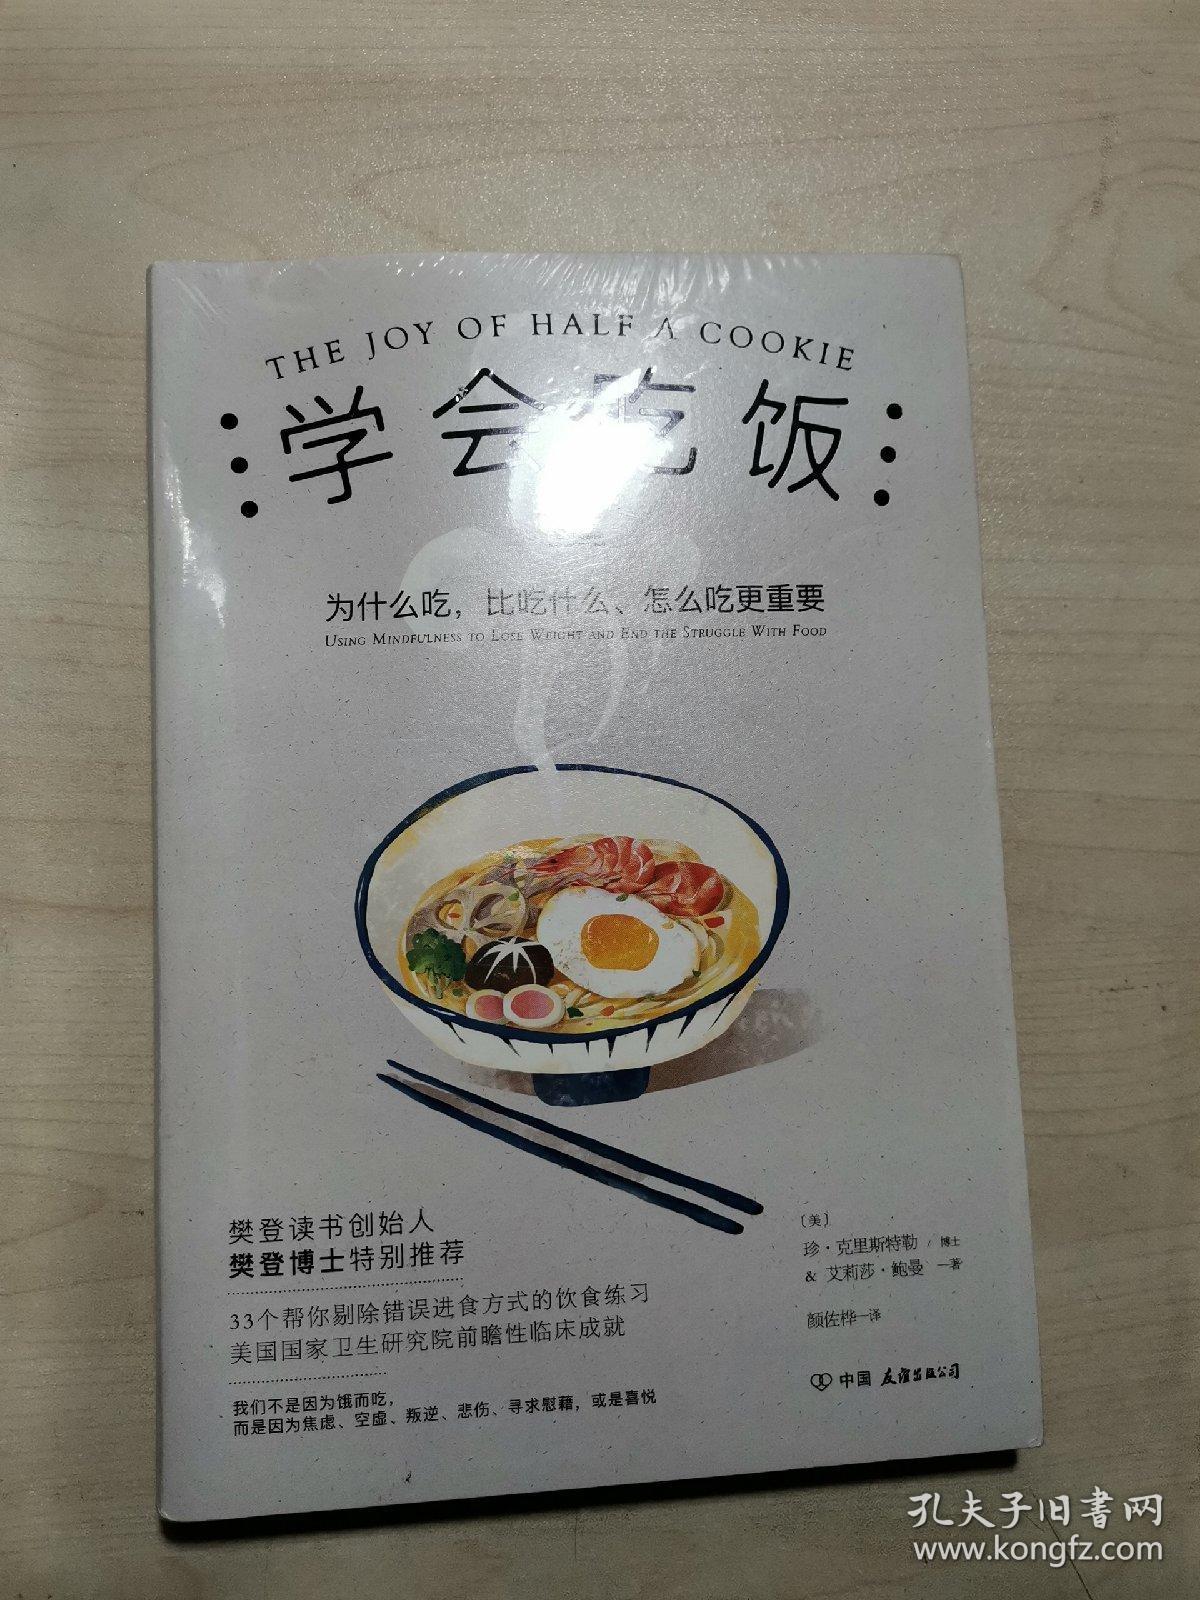 THE JOY OF HALF A COOKIE
学会吃饭
为什么吃，比吃什么、怎么吃更重要
USING MINDFULNESS TO LOSE WEIGHT AND END THE STRUGGLE WITH FOOD
樊登读书创始人
樊登博士特别推荐
33个帮你剔除错误进食方式的饮食练习
美国国家卫生研究院前瞻性临床成就
我们不是因为饿而吃，
而是因为焦虑、空虚、叛逆、悲伤、寻求慰藉，或是喜悦
〔美〕
珍·克里斯特勒 / 博士
& 艾莉莎·鲍曼 一著
颜佐桦一译
中国友谊出版公司
孔夫子旧书网
www.kongfz.com